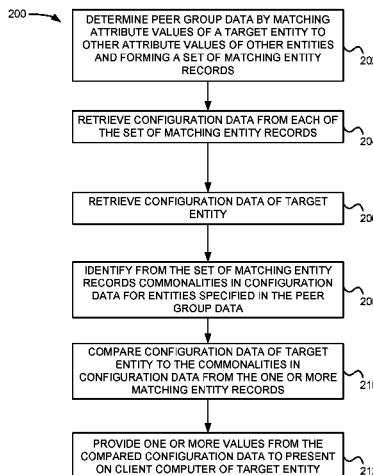 200
DETERMINE PEER GROUP DATA BY MATCHING
ATTRIBUTE VALUES OF A TARGET ENTITY TO
OTHER ATTRIBUTE VALUES OF OTHER ENTITIES
AND FORMING A SET OF MATCHING ENTITY
RECORDS
RETRIEVE CONFIGURATION DATA FROM EACH OF
THE SET OF MATCHING ENTITY RECORDS
RETRIEVE CONFIGURATION DATA OF TARGET
ENTITY
IDENTIFY FROM THE SET OF MATCHING ENTITY
RECORDS COMMONALITIES IN CONFIGURATION
DATA FOR ENTITIES SPECIFIED IN THE PEER
GROUP DATA
COMPARE CONFIGURATION DATA OF TARGET
ENTITY TO THE COMMONALITIES IN
CONFIGURATION DATA FROM THE ONE OR MORE
MATCHING ENTITY RECORDS
PROVIDE ONE OR MORE VALUES FROM THE
COMPARED CONFIGURATION DATA TO PRESENT
ON CLIENT COMPUTER OF TARGET ENTITY